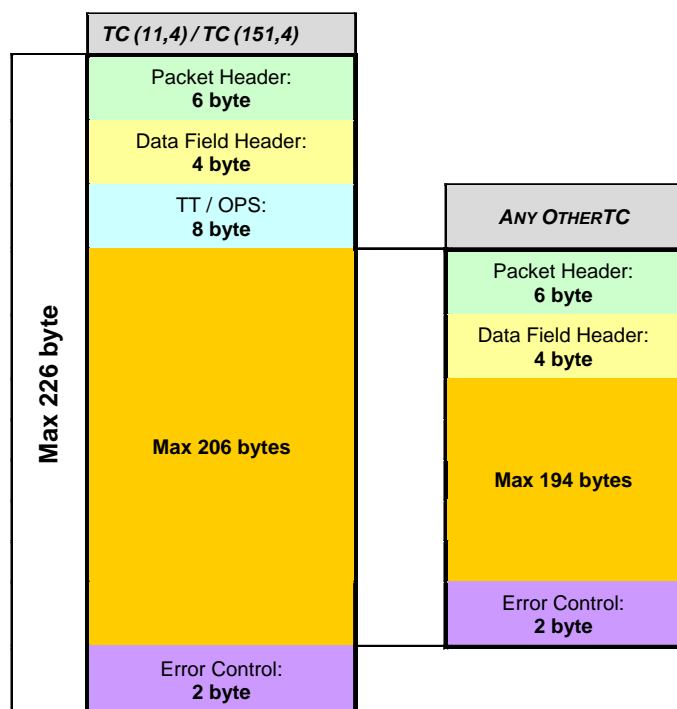 TC (11,4) / TC (151,4)
Packet Header:
6 byte
Data Field Header:
4 byte
TT / OPS:
8 byte
Max 206 bytes
Error Control:
2 byte
Max 226 byte
ANY OTHERTC
Packet Header:
6 byte
Data Field Header:
4 byte
Max 194 bytes
Error Control:
2 byte